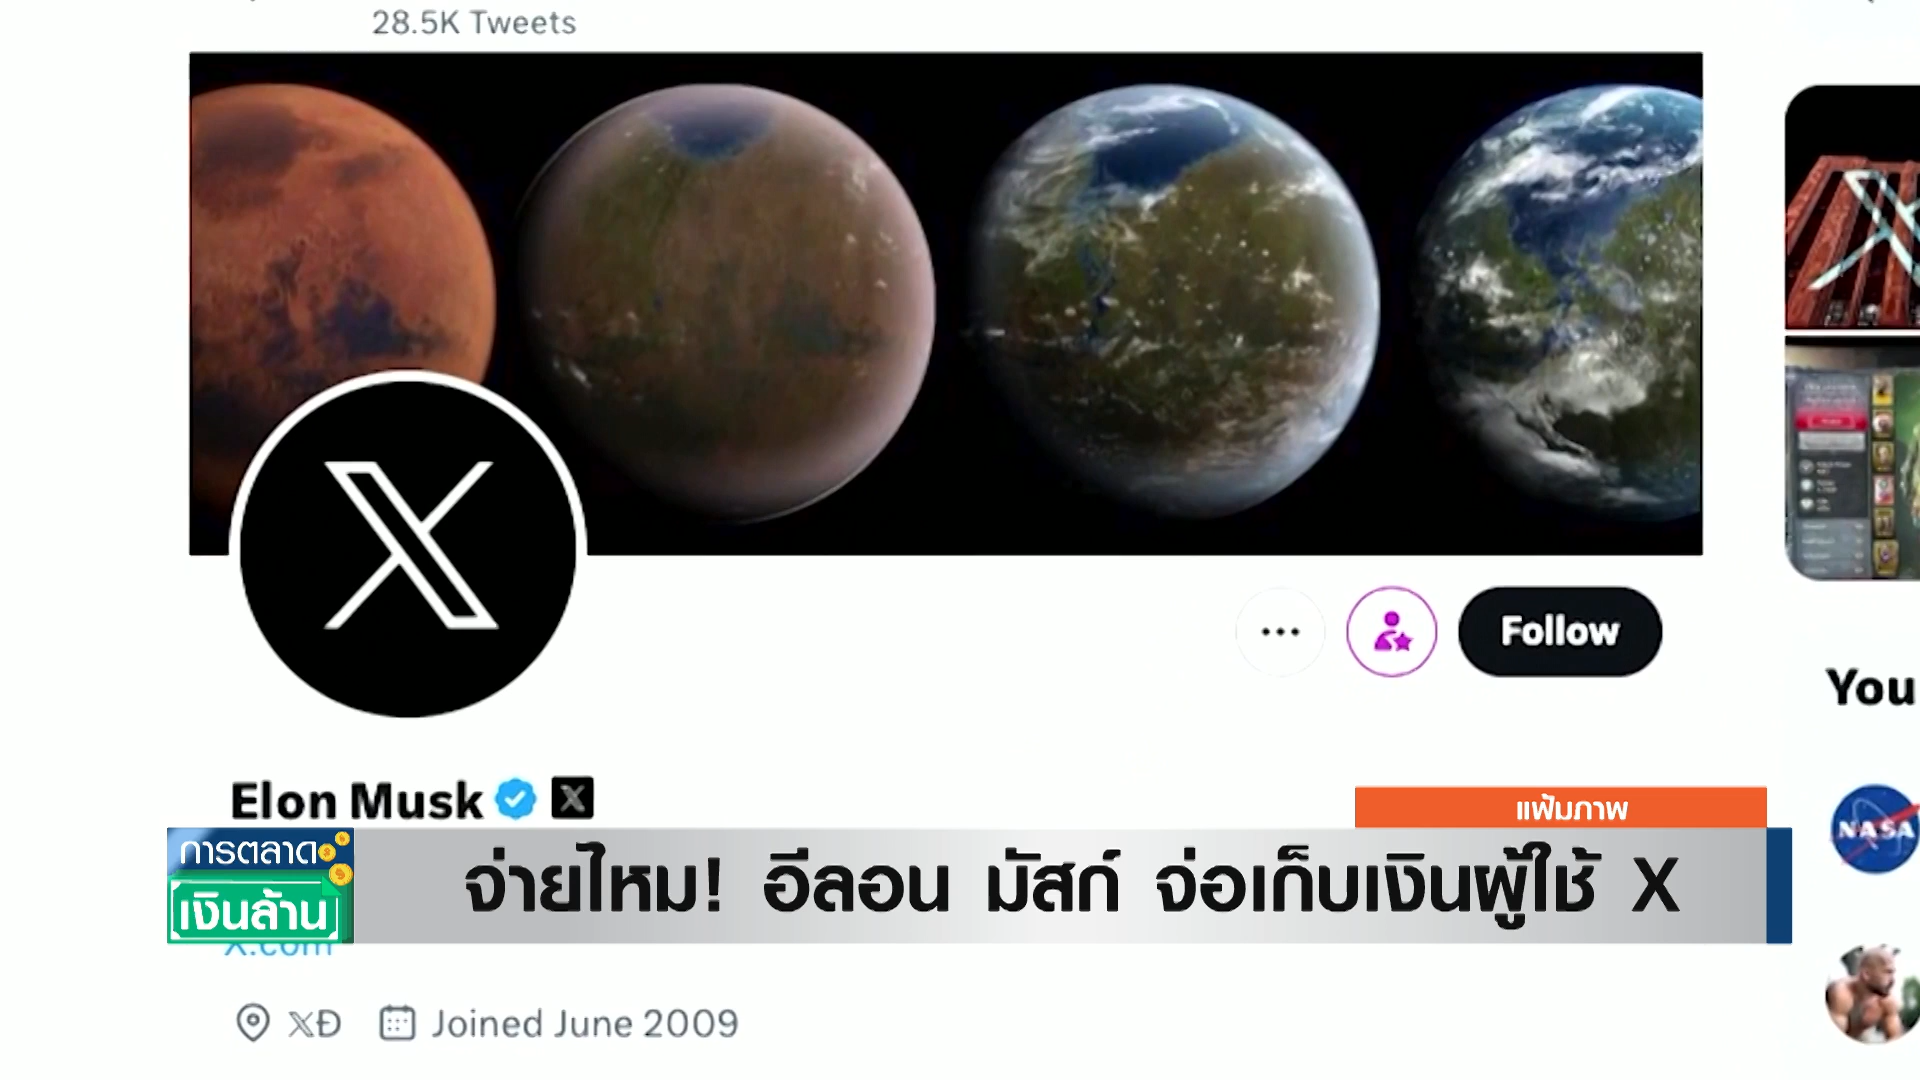 28.5K Tweets
Follow
You
Elon Musk
แฟ้มภาพ
NASA
การตลาด
เงินล้าน
จ่ายไหม! อีลอน มัสก์ จ่อเก็บเงินผู้ใช้ X
X.com
𝕏Ð
Joined June 2009